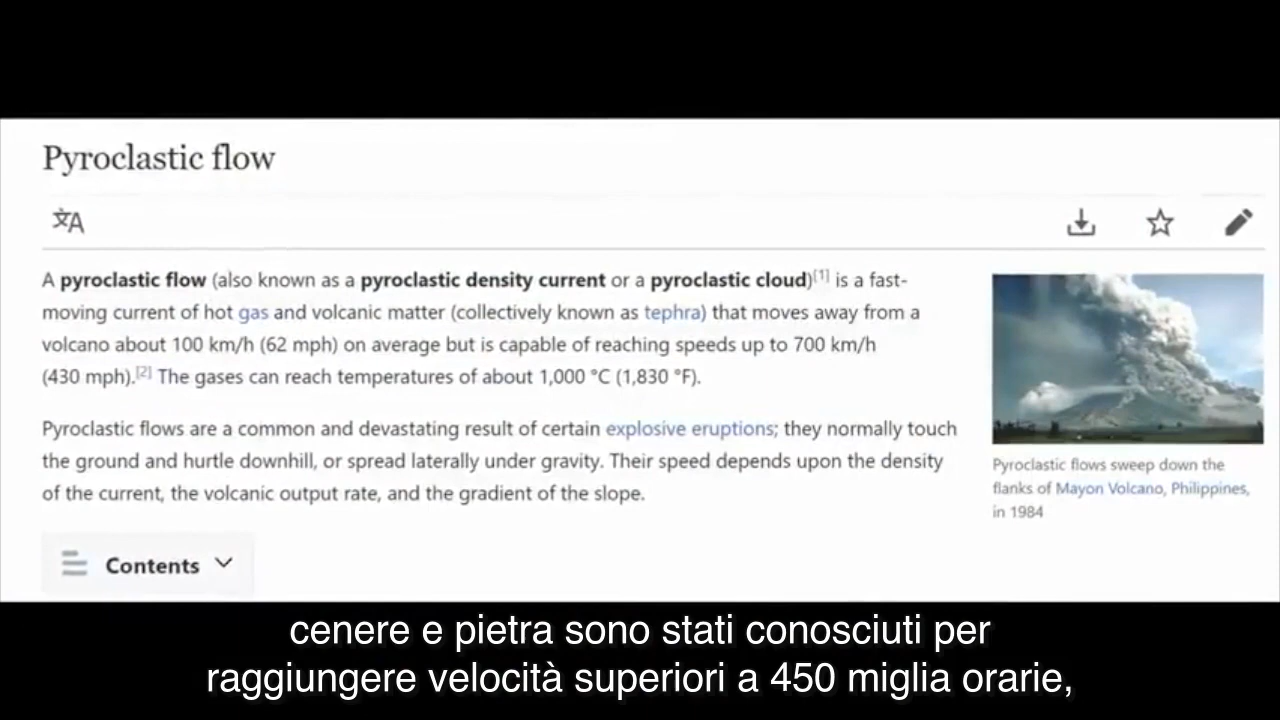 Pyroclastic flow
文A
A pyroclastic flow (also known as a pyroclastic density current or a pyroclastic cloud)[1] is a fast-
moving current of hot gas and volcanic matter (collectively known as tephra) that moves away from a
volcano about 100 km/h (62 mph) on average but is capable of reaching speeds up to 700 km/h
(430 mph).[2] The gases can reach temperatures of about 1,000 °C (1,830 °F).
Pyroclastic flows are a common and devastating result of certain explosive eruptions; they normally touch
the ground and hurtle downhill, or spread laterally under gravity. Their speed depends upon the density
of the current, the volcanic output rate, and the gradient of the slope.
Pyroclastic flows sweep down the
flanks of Mayon Volcano, Philippines,
in 1984
Contents
cenere e pietra sono stati conosciuti per
raggiungere velocità superiori a 450 miglia orarie,